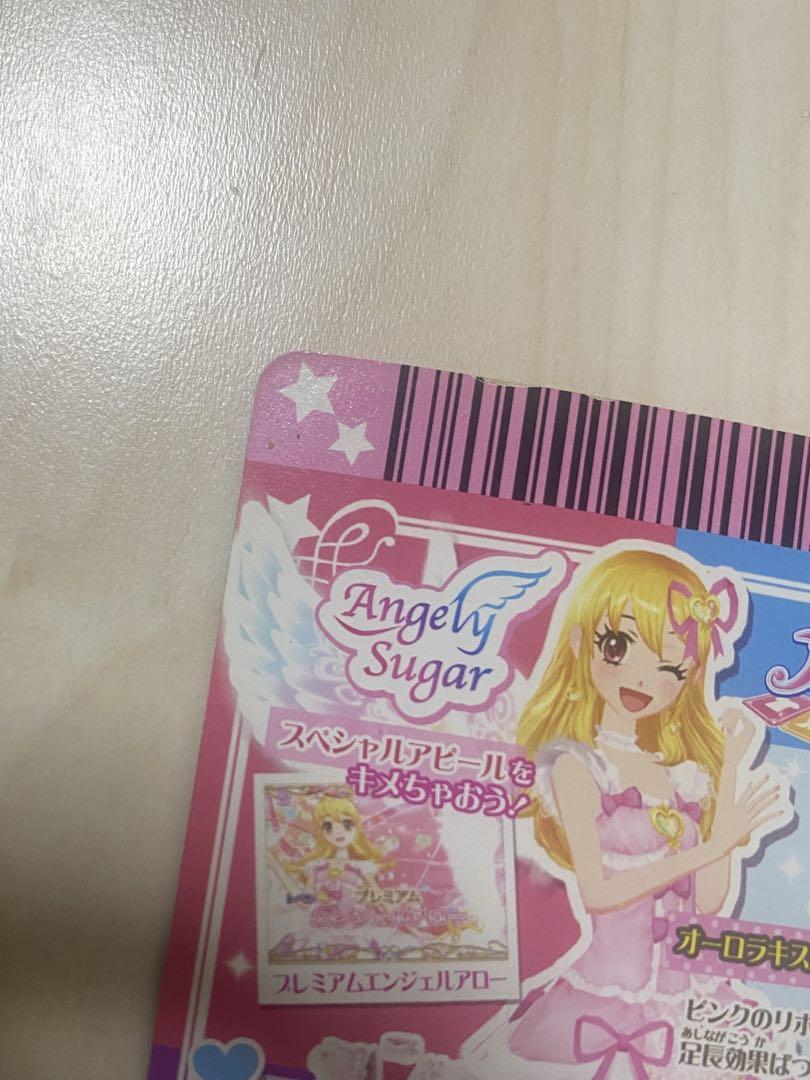 Angely
Sugar
スペシャルアピールを
キメちゃおう!
プレミアム
プレミアムエンジェルアロー
オーロラキス
ピンクのリボ
あしながこうか
足長効果ばつ